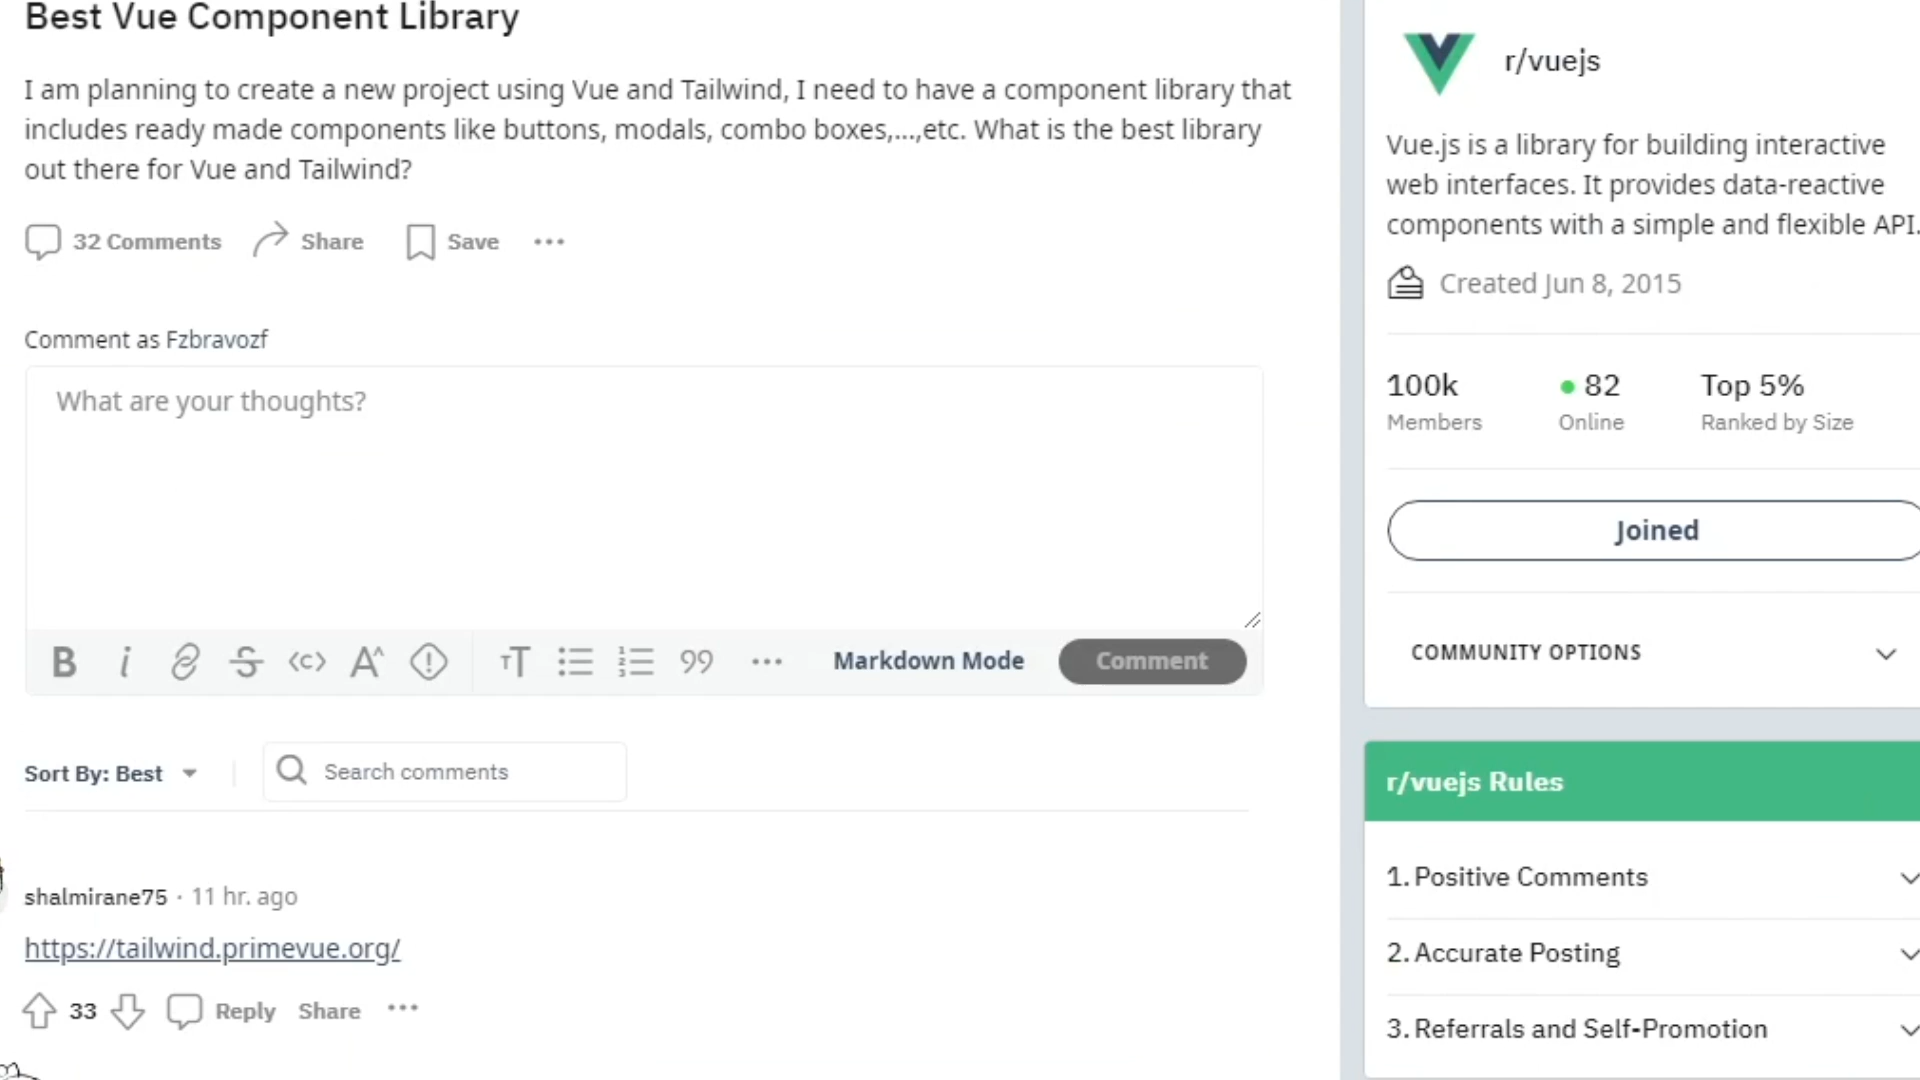 Best Vue Component Library
I am planning to create a new project using Vue and Tailwind, I need to have a component library that
includes ready made components like buttons, modals, combo boxes,...,etc. What is the best library
out there for Vue and Tailwind?
32 Comments Share Save
Comment as Fzbravozf
What are your thoughts?
Markdown Mode Comment
Sort By: Best Search comments
shalmirane75 · 11 hr. ago
https://tailwind.primevue.org/
33 Reply Share
r/vuejs
Vue.js is a library for building interactive
web interfaces. It provides data-reactive
components with a simple and flexible API.
Created Jun 8, 2015
100k 82 Top 5%
Members Online Ranked by Size
Joined
COMMUNITY OPTIONS
r/vuejs Rules
1. Positive Comments
2. Accurate Posting
3. Referrals and Self-Promotion